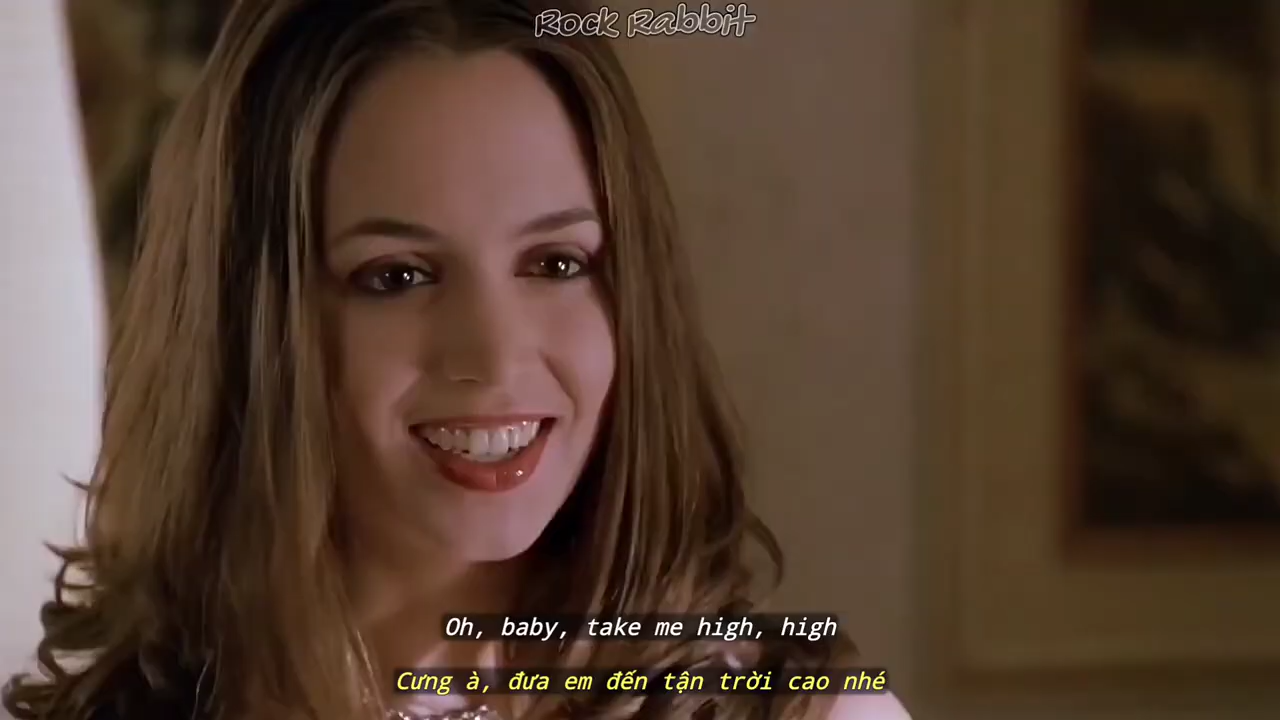 Rock Rabbit
Oh, baby, take me high, high
Cưng à, đưa em đến tận trời cao nhé